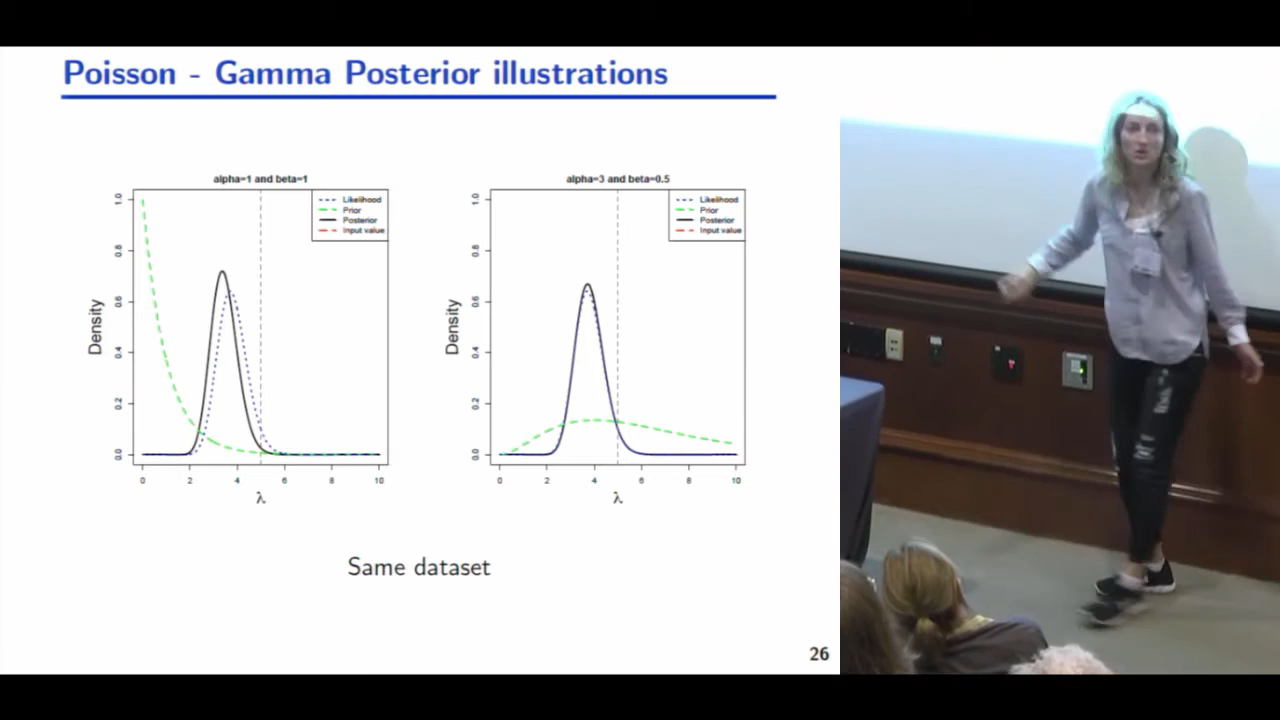 Poisson - Gamma Posterior illustrations
alpha=1 and beta=1
Likelihood
Prior
Posterior
Input value
Density
0.0
0.2
0.4
0.6
0.8
1.0
0 2 4 6 8 10
λ
alpha=3 and beta=0.5
Likelihood
Prior
Posterior
Input value
Density
0.0
0.2
0.4
0.6
0.8
1.0
0 2 4 6 8 10
λ
Same dataset
26